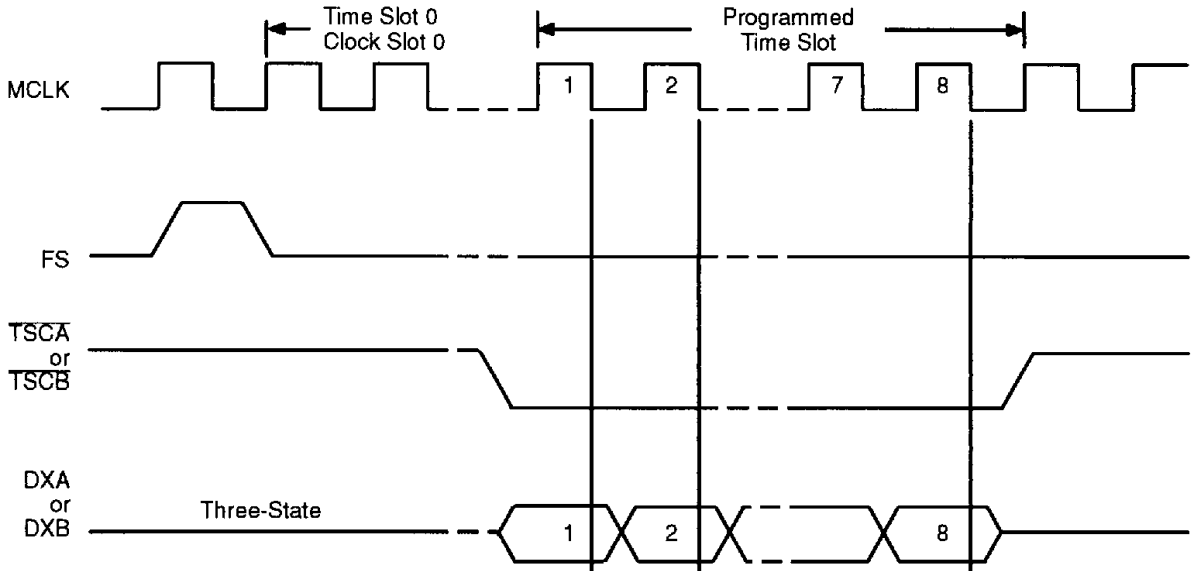 Time Slot 0
Clock Slot 0
Programmed
Time Slot
MCLK
1
2
7
8
FS
TSCA
or
TSCB
DXA
or
DXB
Three-State
1
2
8